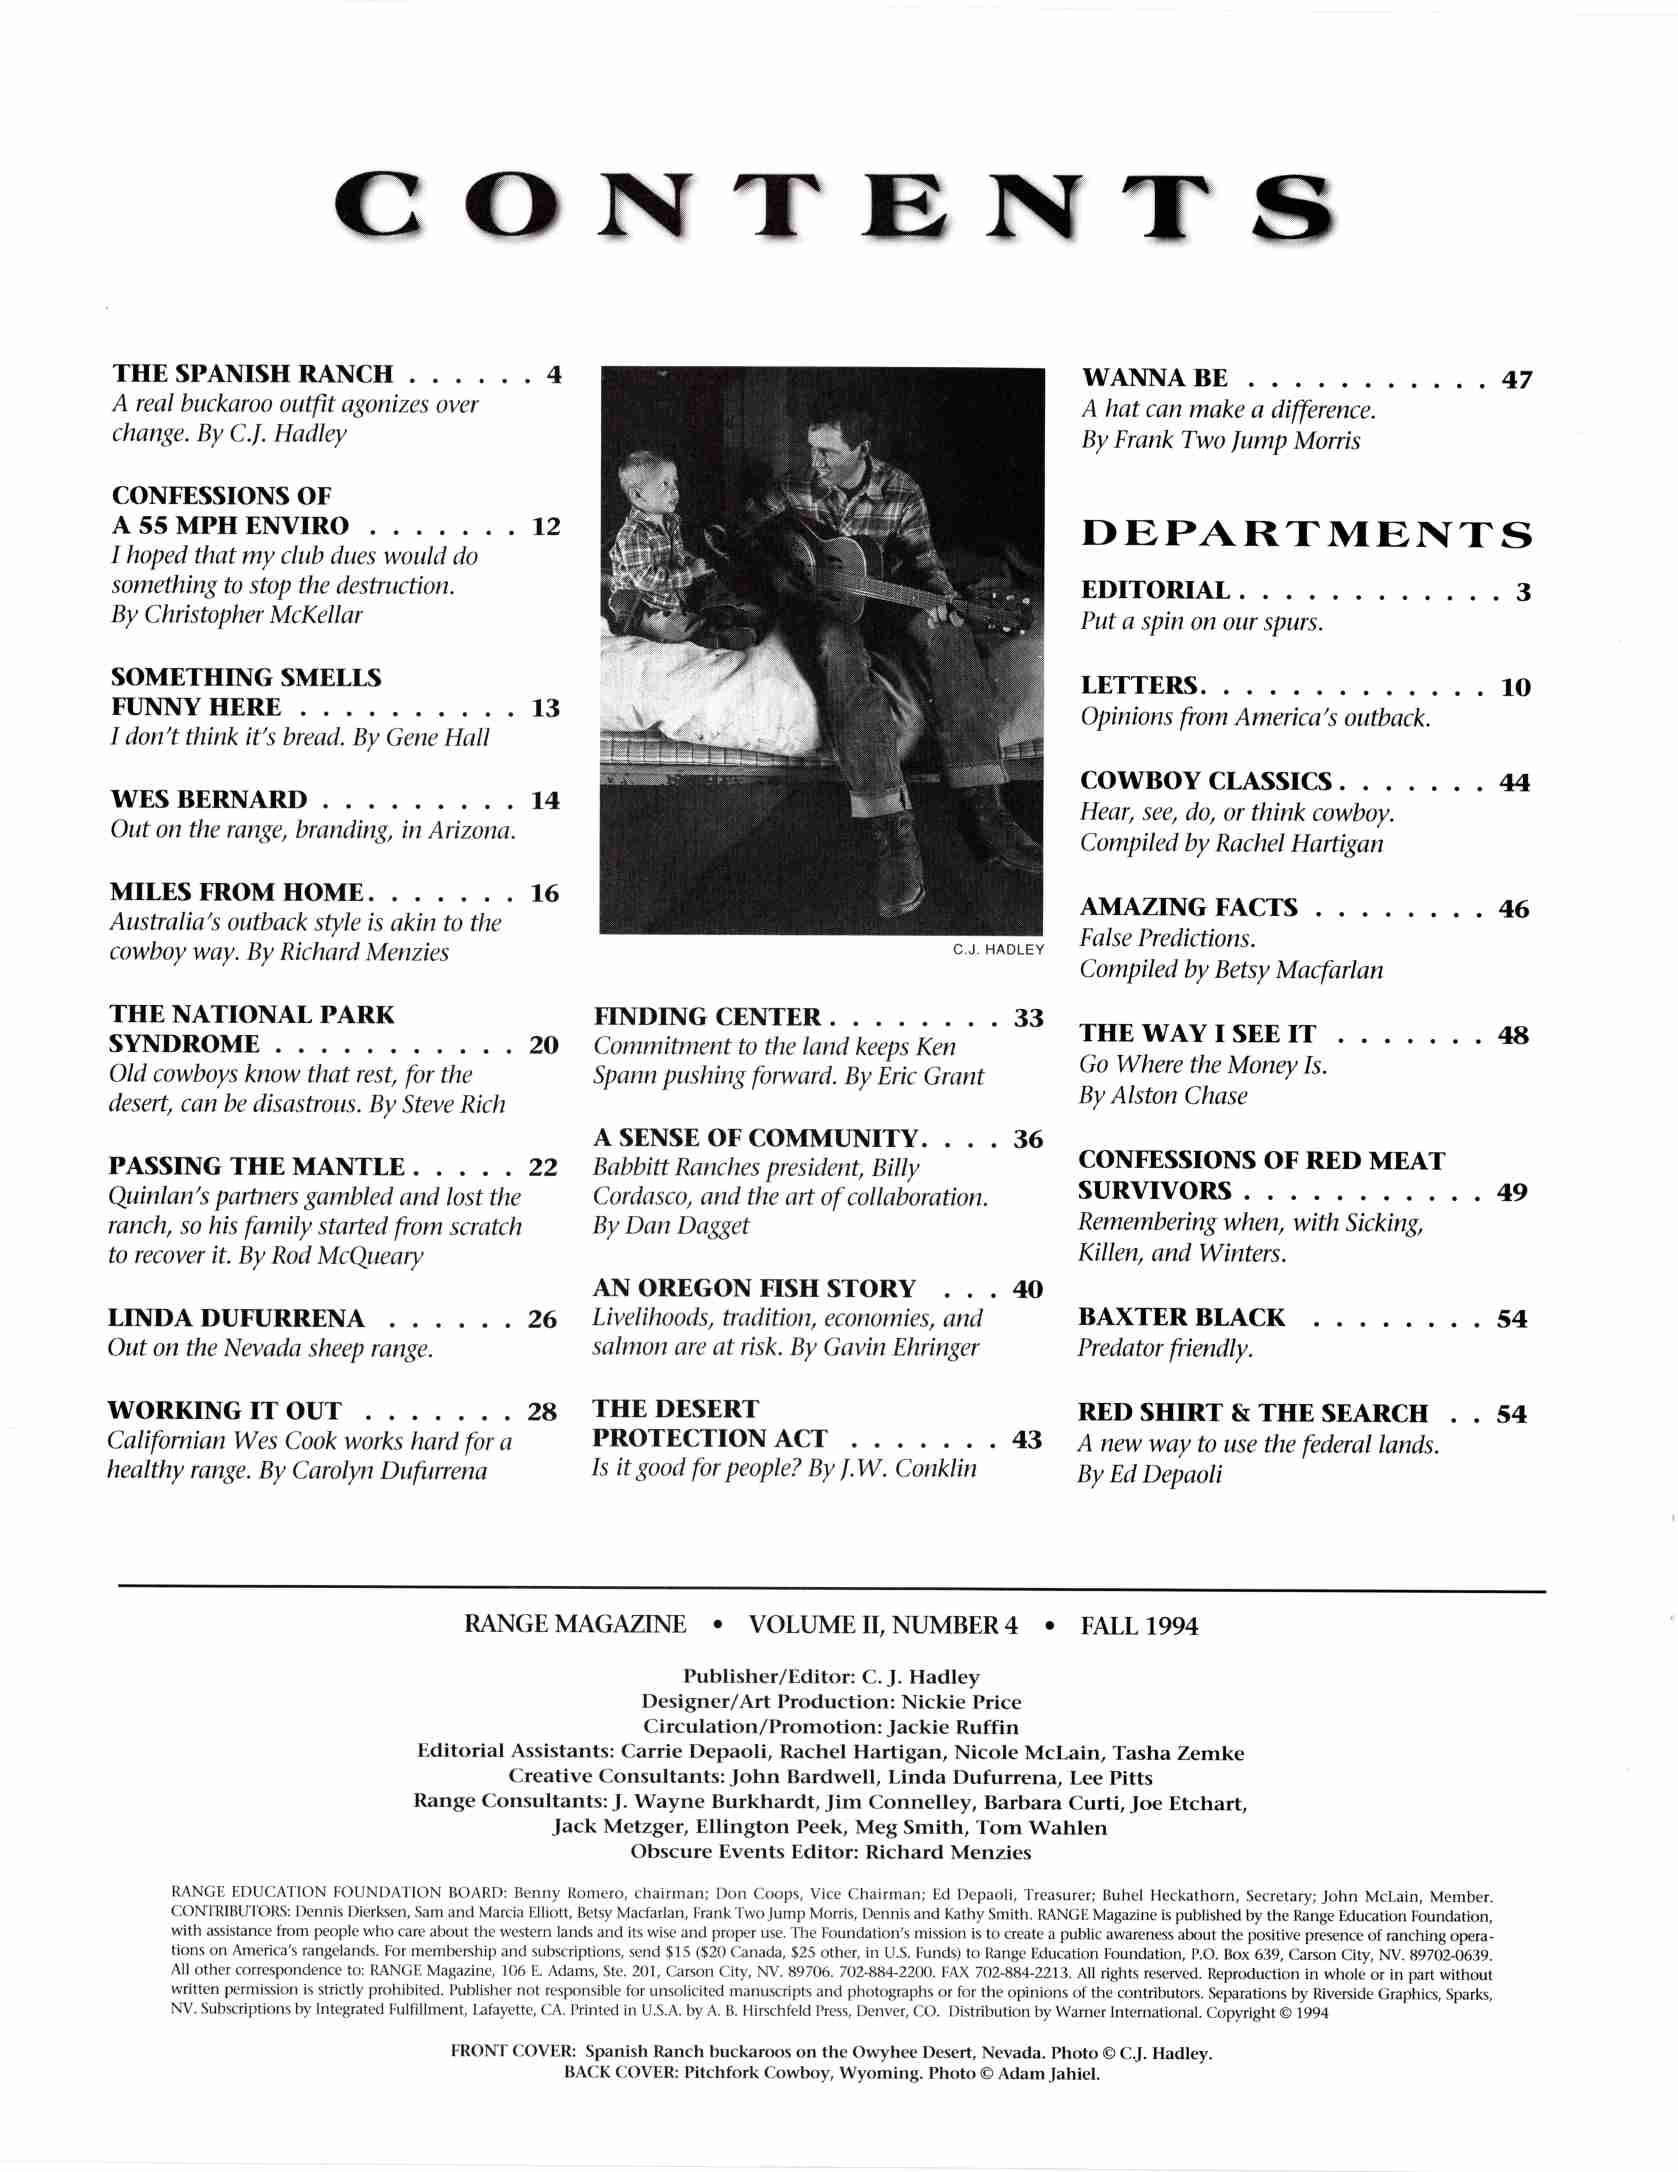 CONTENTS
THE SPANISH RANCH . . . . . . 4
A real buckaroo outfit agonizes over
change. By C.J. Hadley
CONFESSIONS OF
A 55 MPH ENVIRO . . . . . . . 12
I hoped that my club dues would do
something to stop the destruction.
By Christopher McKellar
SOMETHING SMELLS
FUNNY HERE . . . . . . . . . . 13
I don't think it's bread. By Gene Hall
WES BERNARD . . . . . . . . . 14
Out on the range, branding, in Arizona.
MILES FROM HOME. . . . . . . 16
Australia's outback style is akin to the
cowboy way. By Richard Menzies
THE NATIONAL PARK
SYNDROME . . . . . . . . . . . 20
Old cowboys know that rest, for the
desert, can be disastrous. By Steve Rich
PASSING THE MANTLE . . . . . 22
Quinlan's partners gambled and lost the
ranch, so his family started from scratch
to recover it. By Rod McQueary
LINDA DUFURRENA . . . . . . 26
Out on the Nevada sheep range.
WORKING IT OUT . . . . . . . 28
Californian Wes Cook works hard for a
healthy range. By Carolyn Dufurrena
C.J. HADLEY
FINDING CENTER . . . . . . . . 33
Commitment to the land keeps Ken
Spann pushing forward. By Eric Grant
A SENSE OF COMMUNITY. . . . 36
Babbitt Ranches president, Billy
Cordasco, and the art of collaboration.
By Dan Dagget
AN OREGON FISH STORY . . . 40
Livelihoods, tradition, economies, and
salmon are at risk. By Gavin Ehringer
THE DESERT
PROTECTION ACT . . . . . . . 43
Is it good for people? By J.W. Conklin
WANNA BE . . . . . . . . . . . 47
A hat can make a difference.
By Frank Two Jump Morris
DEPARTMENTS
EDITORIAL . . . . . . . . . . . . 3
Put a spin on our spurs.
LETTERS. . . . . . . . . . . . . 10
Opinions from America's outback.
COWBOY CLASSICS . . . . . . . 44
Hear, see, do, or think cowboy.
Compiled by Rachel Hartigan
AMAZING FACTS . . . . . . . . 46
False Predictions.
Compiled by Betsy Macfarlan
THE WAY I SEE IT . . . . . . . 48
Go Where the Money Is.
By Alston Chase
CONFESSIONS OF RED MEAT
SURVIVORS . . . . . . . . . . . 49
Remembering when, with Sicking,
Killen, and Winters.
BAXTER BLACK . . . . . . . . 54
Predator friendly.
RED SHIRT & THE SEARCH . . 54
A new way to use the federal lands.
By Ed Depaoli
RANGE MAGAZINE • VOLUME II, NUMBER 4 • FALL 1994
Publisher/Editor: C. J. Hadley
Designer/Art Production: Nickie Price
Circulation/Promotion: Jackie Ruffin
Editorial Assistants: Carrie Depaoli, Rachel Hartigan, Nicole McLain, Tasha Zemke
Creative Consultants: John Bardwell, Linda Dufurrena, Lee Pitts
Range Consultants: J. Wayne Burkhardt, Jim Connelley, Barbara Curti, Joe Etchart,
Jack Metzger, Ellington Peek, Meg Smith, Tom Wahlen
Obscure Events Editor: Richard Menzies
RANGE EDUCATION FOUNDATION BOARD: Benny Romero, chairman; Don Coops, Vice Chairman; Ed Depaoli, Treasurer; Buhel Heckathorn, Secretary; John McLain, Member.
CONTRIBUTORS: Dennis Dierksen, Sam and Marcia Elliott, Betsy Macfarlan, Frank Two Jump Morris, Dennis and Kathy Smith. RANGE Magazine is published by the Range Education Foundation,
with assistance from people who care about the western lands and its wise and proper use. The Foundation's mission is to create a public awareness about the positive presence of ranching opera-
tions on America's rangelands. For membership and subscriptions, send $15 ($20 Canada, $25 other, in U.S. Funds) to Range Education Foundation, P.O. Box 639, Carson City, NV. 89702-0639.
All other correspondence to: RANGE Magazine, 106 E. Adams, Ste. 201, Carson City, NV. 89706. 702-884-2200. FAX 702-884-2213. All rights reserved. Reproduction in whole or in part without
written permission is strictly prohibited. Publisher not responsible for unsolicited manuscripts and photographs or for the opinions of the contributors. Separations by Riverside Graphics, Sparks,
NV. Subscriptions by Integrated Fulfillment, Lafayette, CA. Printed in U.S.A. by A. B. Hirschfeld Press, Denver, CO. Distribution by Warner International. Copyright © 1994
FRONT COVER: Spanish Ranch buckaroos on the Owyhee Desert, Nevada. Photo © C.J. Hadley.
BACK COVER: Pitchfork Cowboy, Wyoming. Photo © Adam Jahiel.